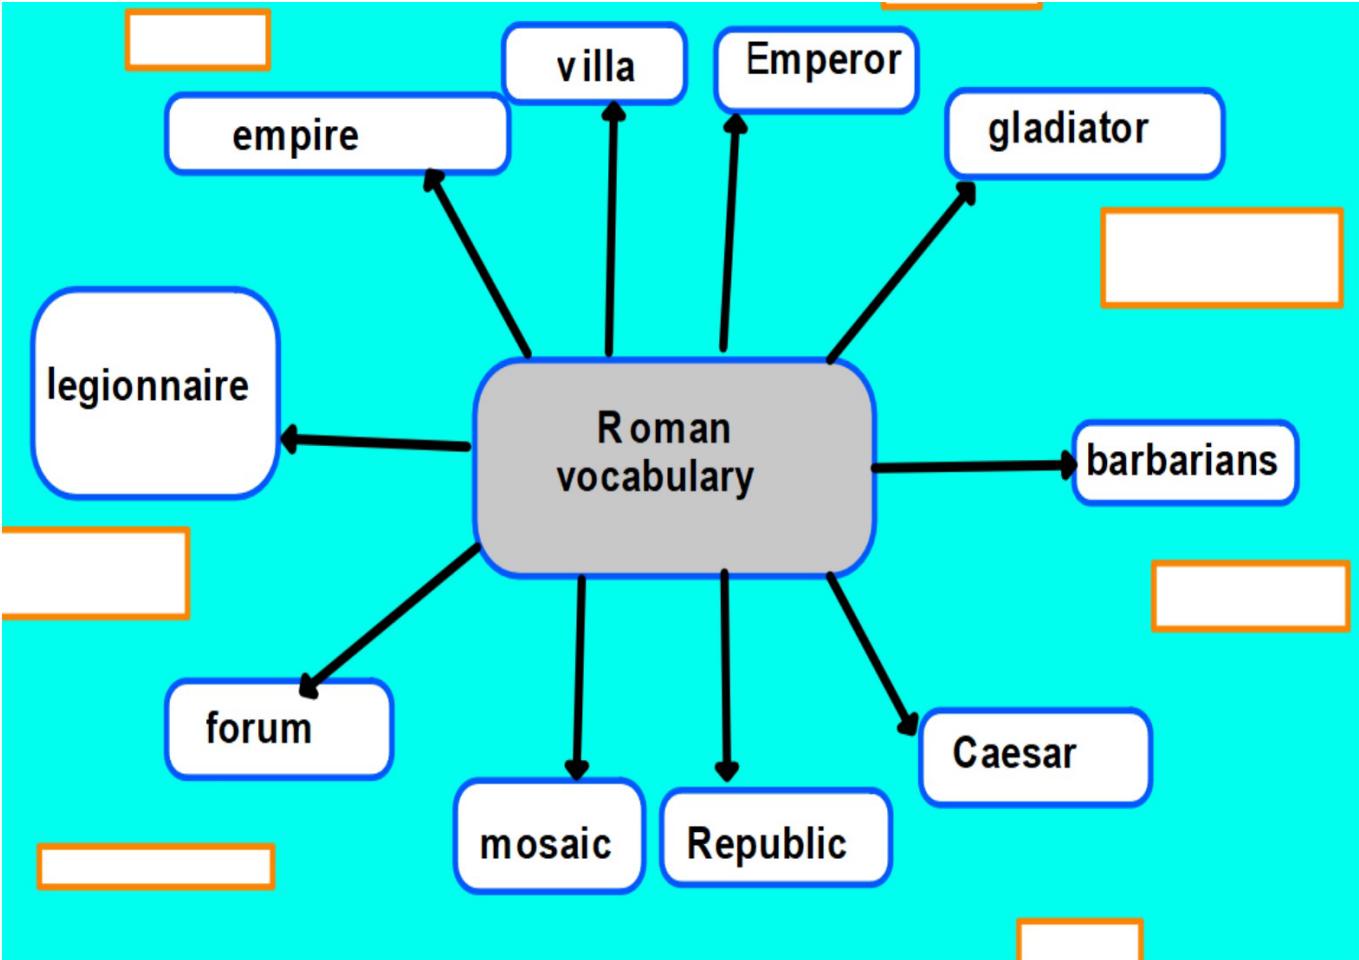 villa
Emperor
empire
gladiator
legionnaire
Roman
vocabulary
barbarians
forum
Caesar
mosaic
Republic